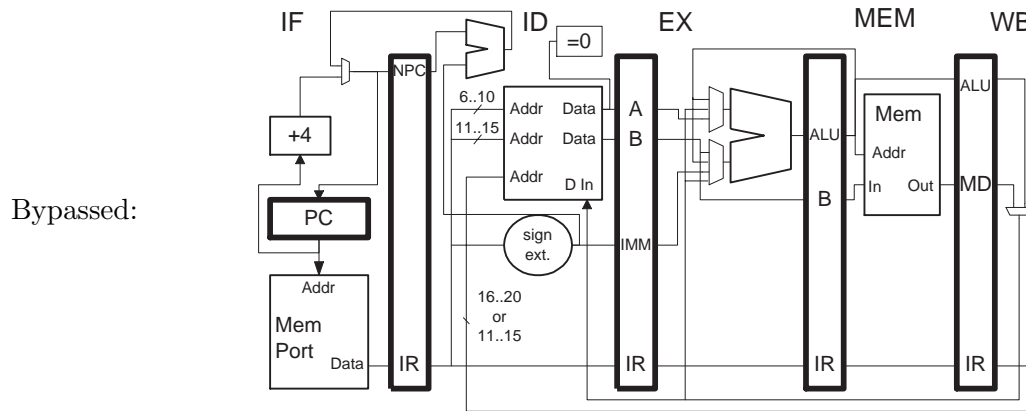 IF ID EX MEM WB
=0
NPC
6..10
Addr Data A
ALU
Mem
+4
11..15
Addr Data B
ALU
Addr
Addr
D In
In Out
MD
Bypassed:
PC
B
sign
ext.
IMM
Addr
16..20
or
11..15
Mem
Port
Data
IR IR IR IR